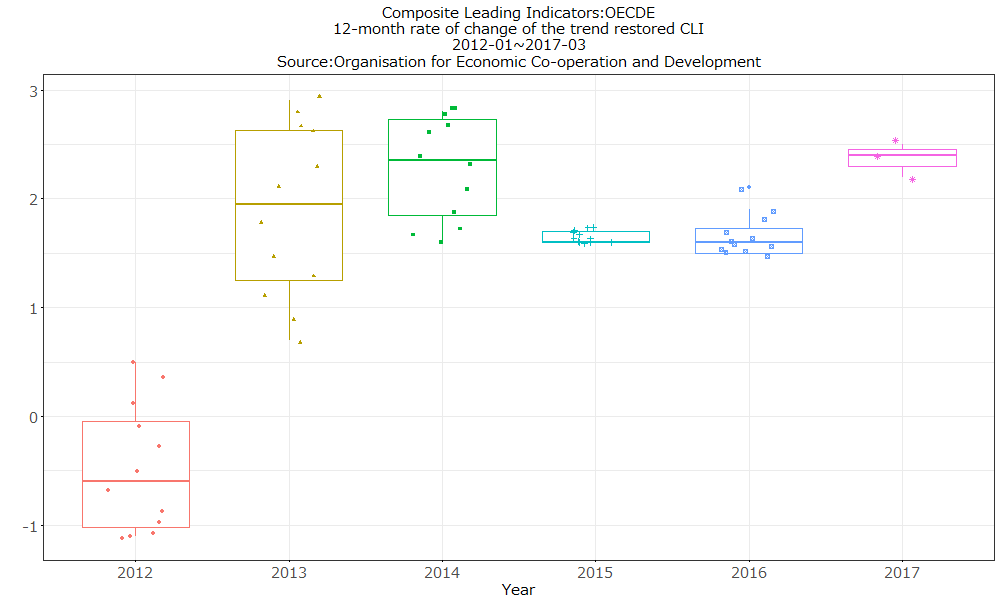 Composite Leading Indicators:OECDE
12-month rate of change of the trend restored CLI
2012-01~2017-03
Source:Organisation for Economic Co-operation and Development
3
2
1
0
-1
2012 2013 2014 2015 2016 2017
Year